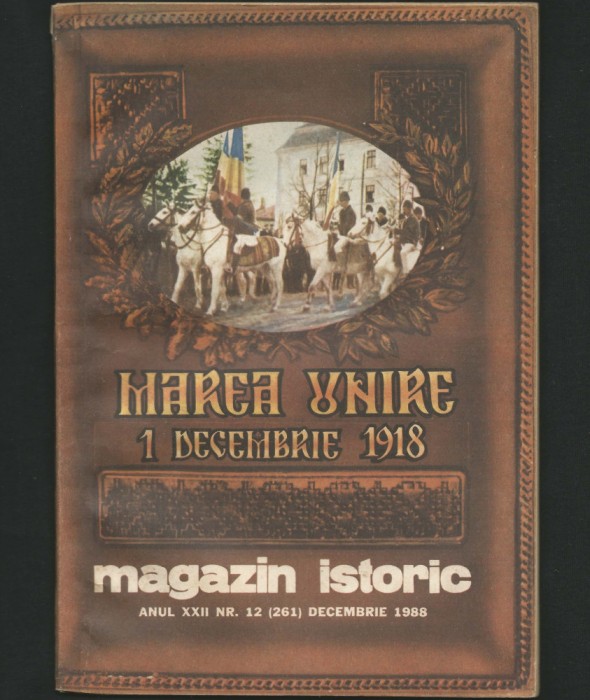 MAREA UNIRE
1 DECEMBRIE 1918
magazin istoric
ANUL XXII NR. 12 (261) DECEMBRIE 1988